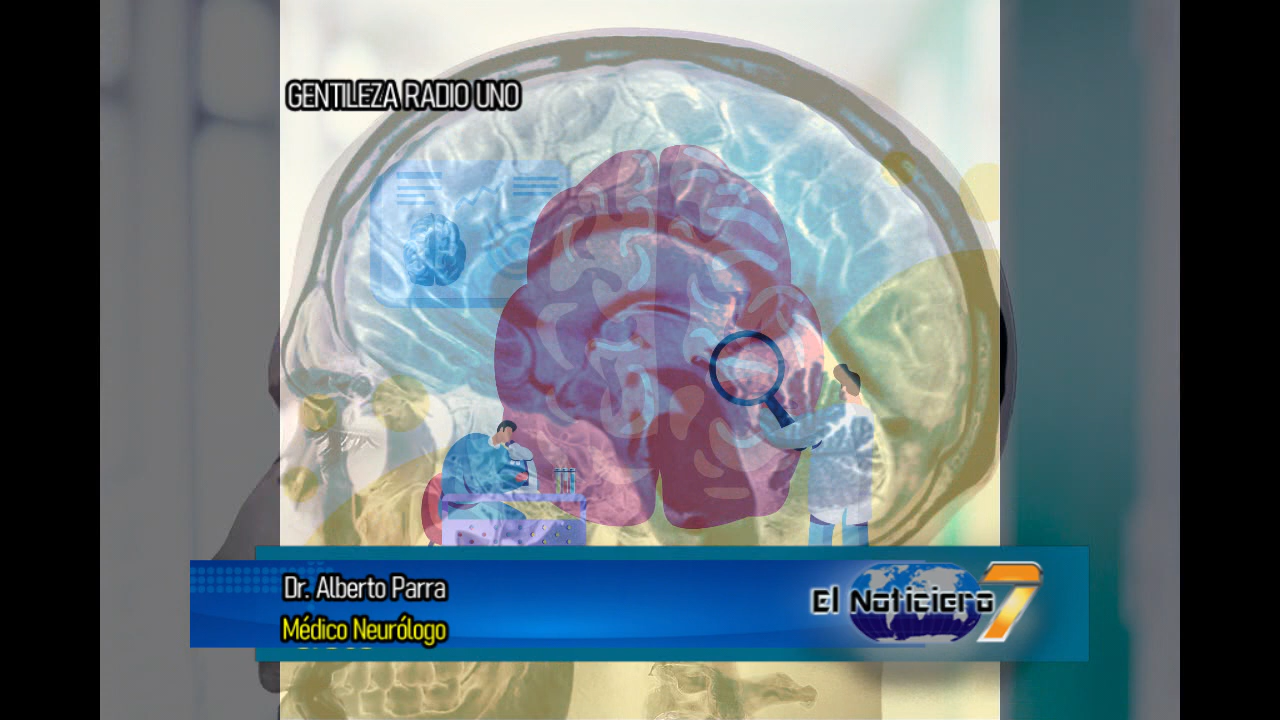 GENTILEZA RADIO UNO
Dr. Alberto Parra
Médico Neurólogo
El Noticiero 7